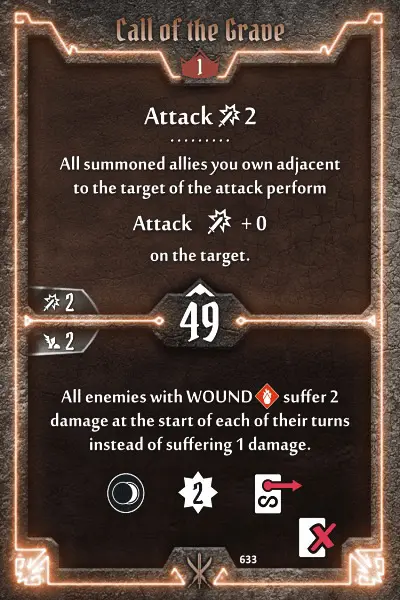 Call of the Grave
1
Attack 2
All summoned allies you own adjacent
to the target of the attack perform
Attack + 0
on the target.
2
49
2
All enemies with WOUND suffer 2
damage at the start of each of their turns
instead of suffering 1 damage.
2
633